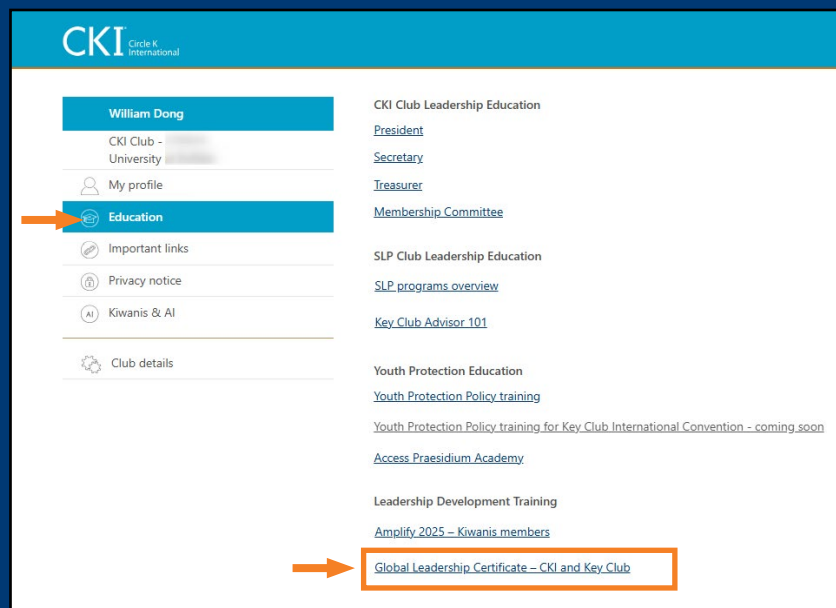 CKI Circle K
International
William Dong
CKI Club -
University
My profile
Education
Important links
Privacy notice
AI Kiwanis & AI
Club details
CKI Club Leadership Education
President
Secretary
Treasurer
Membership Committee
SLP Club Leadership Education
SLP programs overview
Key Club Advisor 101
Youth Protection Education
Youth Protection Policy training
Youth Protection Policy training for Key Club International Convention - coming soon
Access Praesidium Academy
Leadership Development Training
Amplify 2025 – Kiwanis members
Global Leadership Certificate – CKI and Key Club